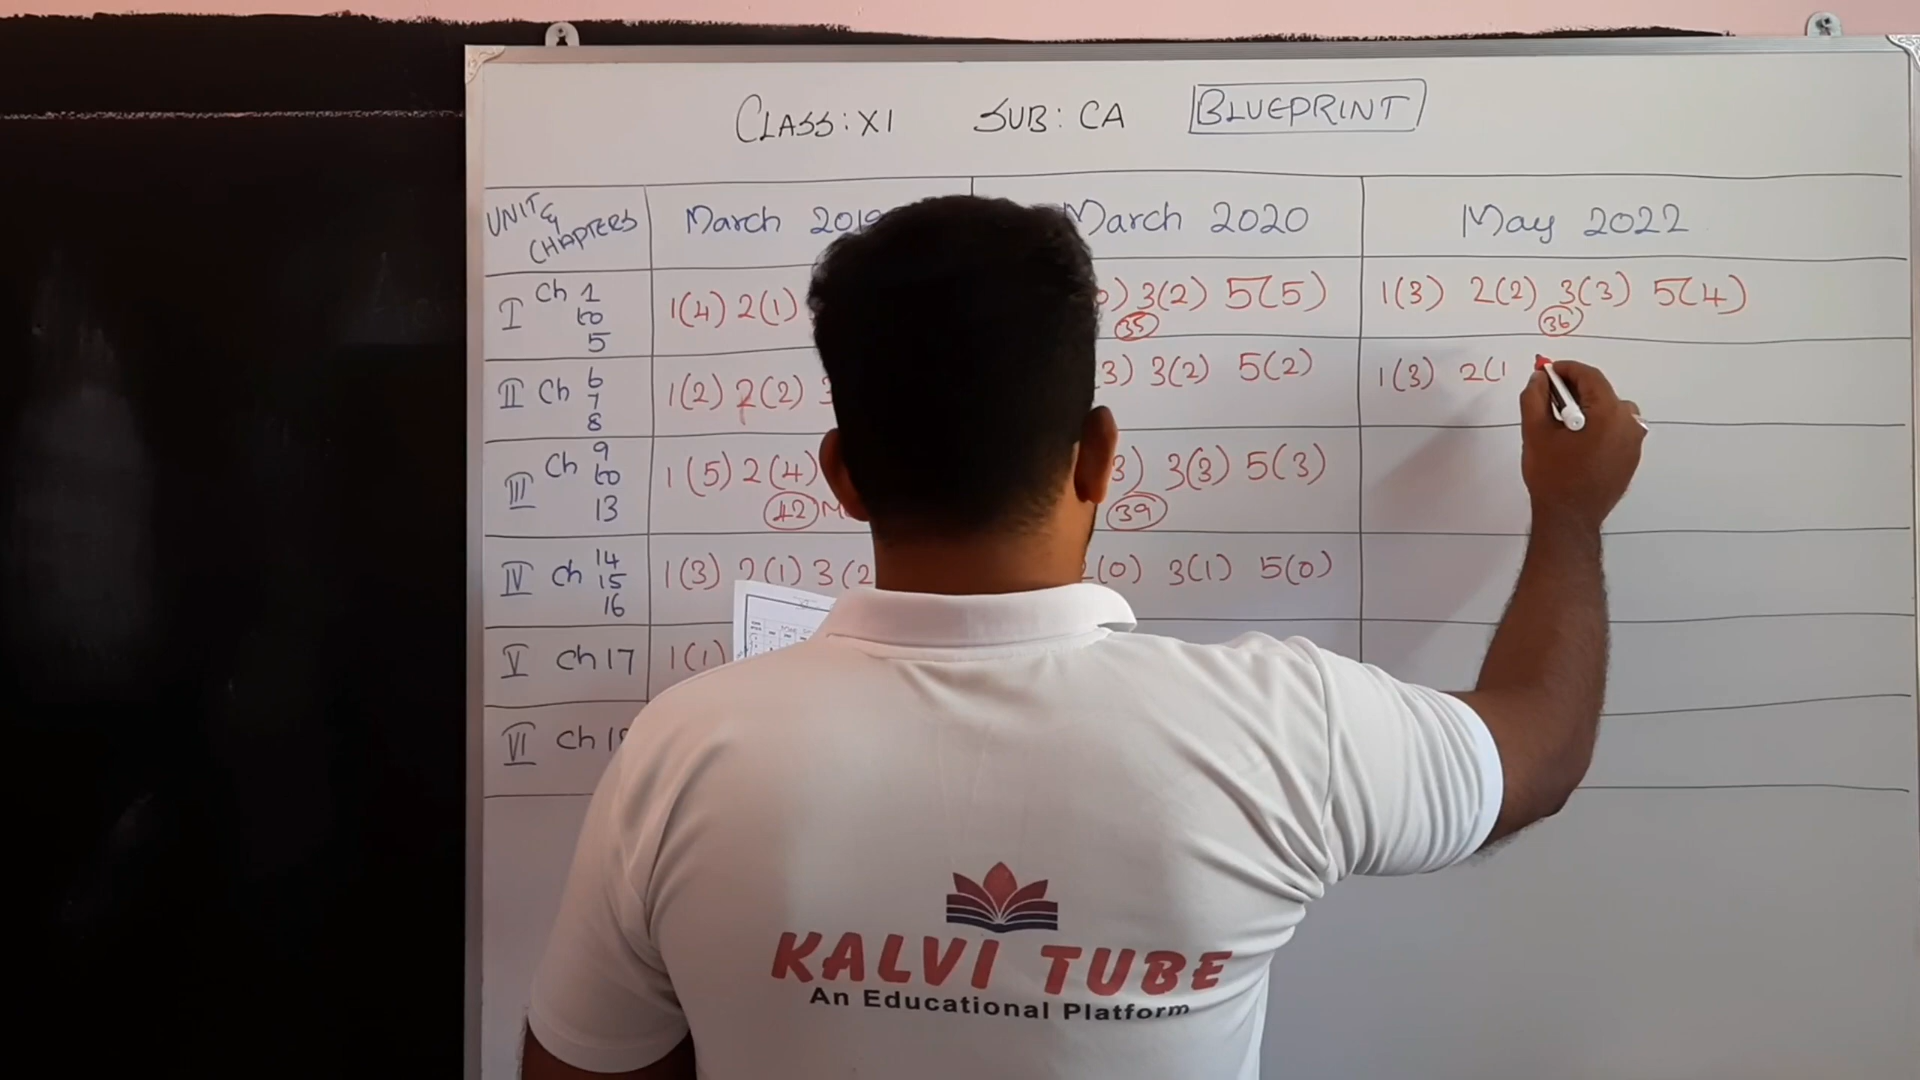 CLASS: XI SUB: CA BLUEPRINT
UNIT & CHAPTERS March 2019 March 2020 May 2022
I Ch 1 to 5 1(4) 2(1) 3(2) 5(5) 35 1(3) 2(2) 3(3) 5(4) 36
II Ch 6 7 8 1(2) 2(2) 3(2) 5(2) 1(3) 2(1
III Ch 9 to 13 1(5) 2(4) 42 3(3) 5(3) 39
IV Ch 14 15 16 1(3) 2(1) 3(2 (0) 3(1) 5(0)
V Ch 17 1(1)
VI Ch
KALVI TUBE
An Educational Platform